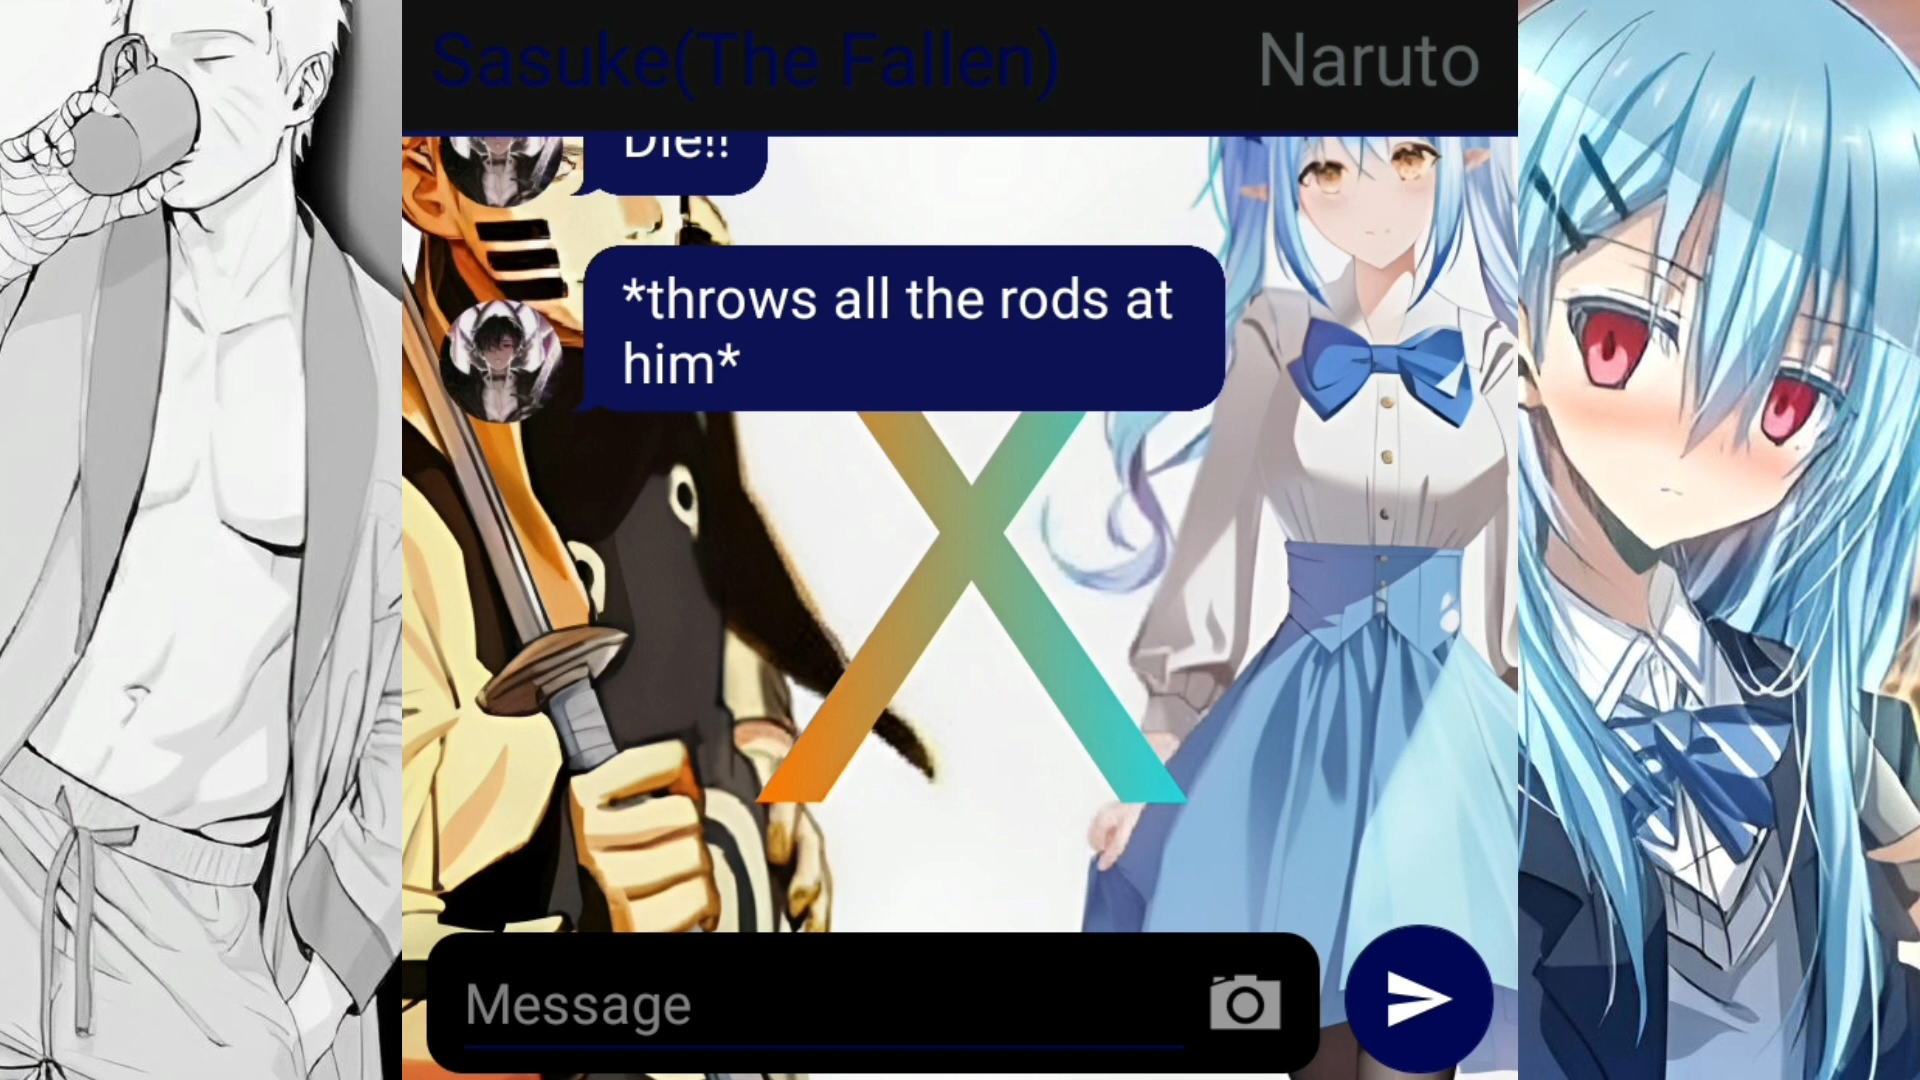 Sasuke(The Fallen)
Naruto
Die!!
*throws all the rods at
him*
X
Message